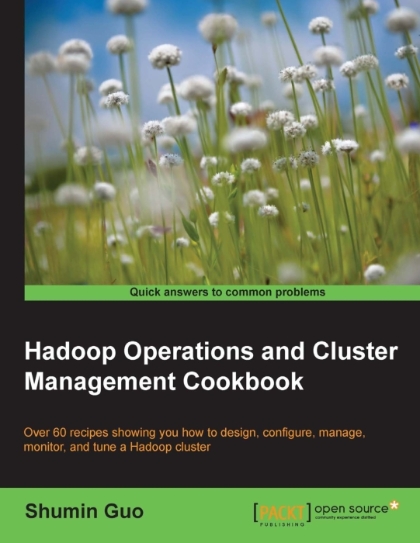 Quick answers to common problems
Hadoop Operations and Cluster
Management Cookbook
Over 60 recipes showing you how to design, configure, manage,
monitor, and tune a Hadoop cluster
Shumin Guo
[PACKT] open source*
PUBLISHING community experience distilled